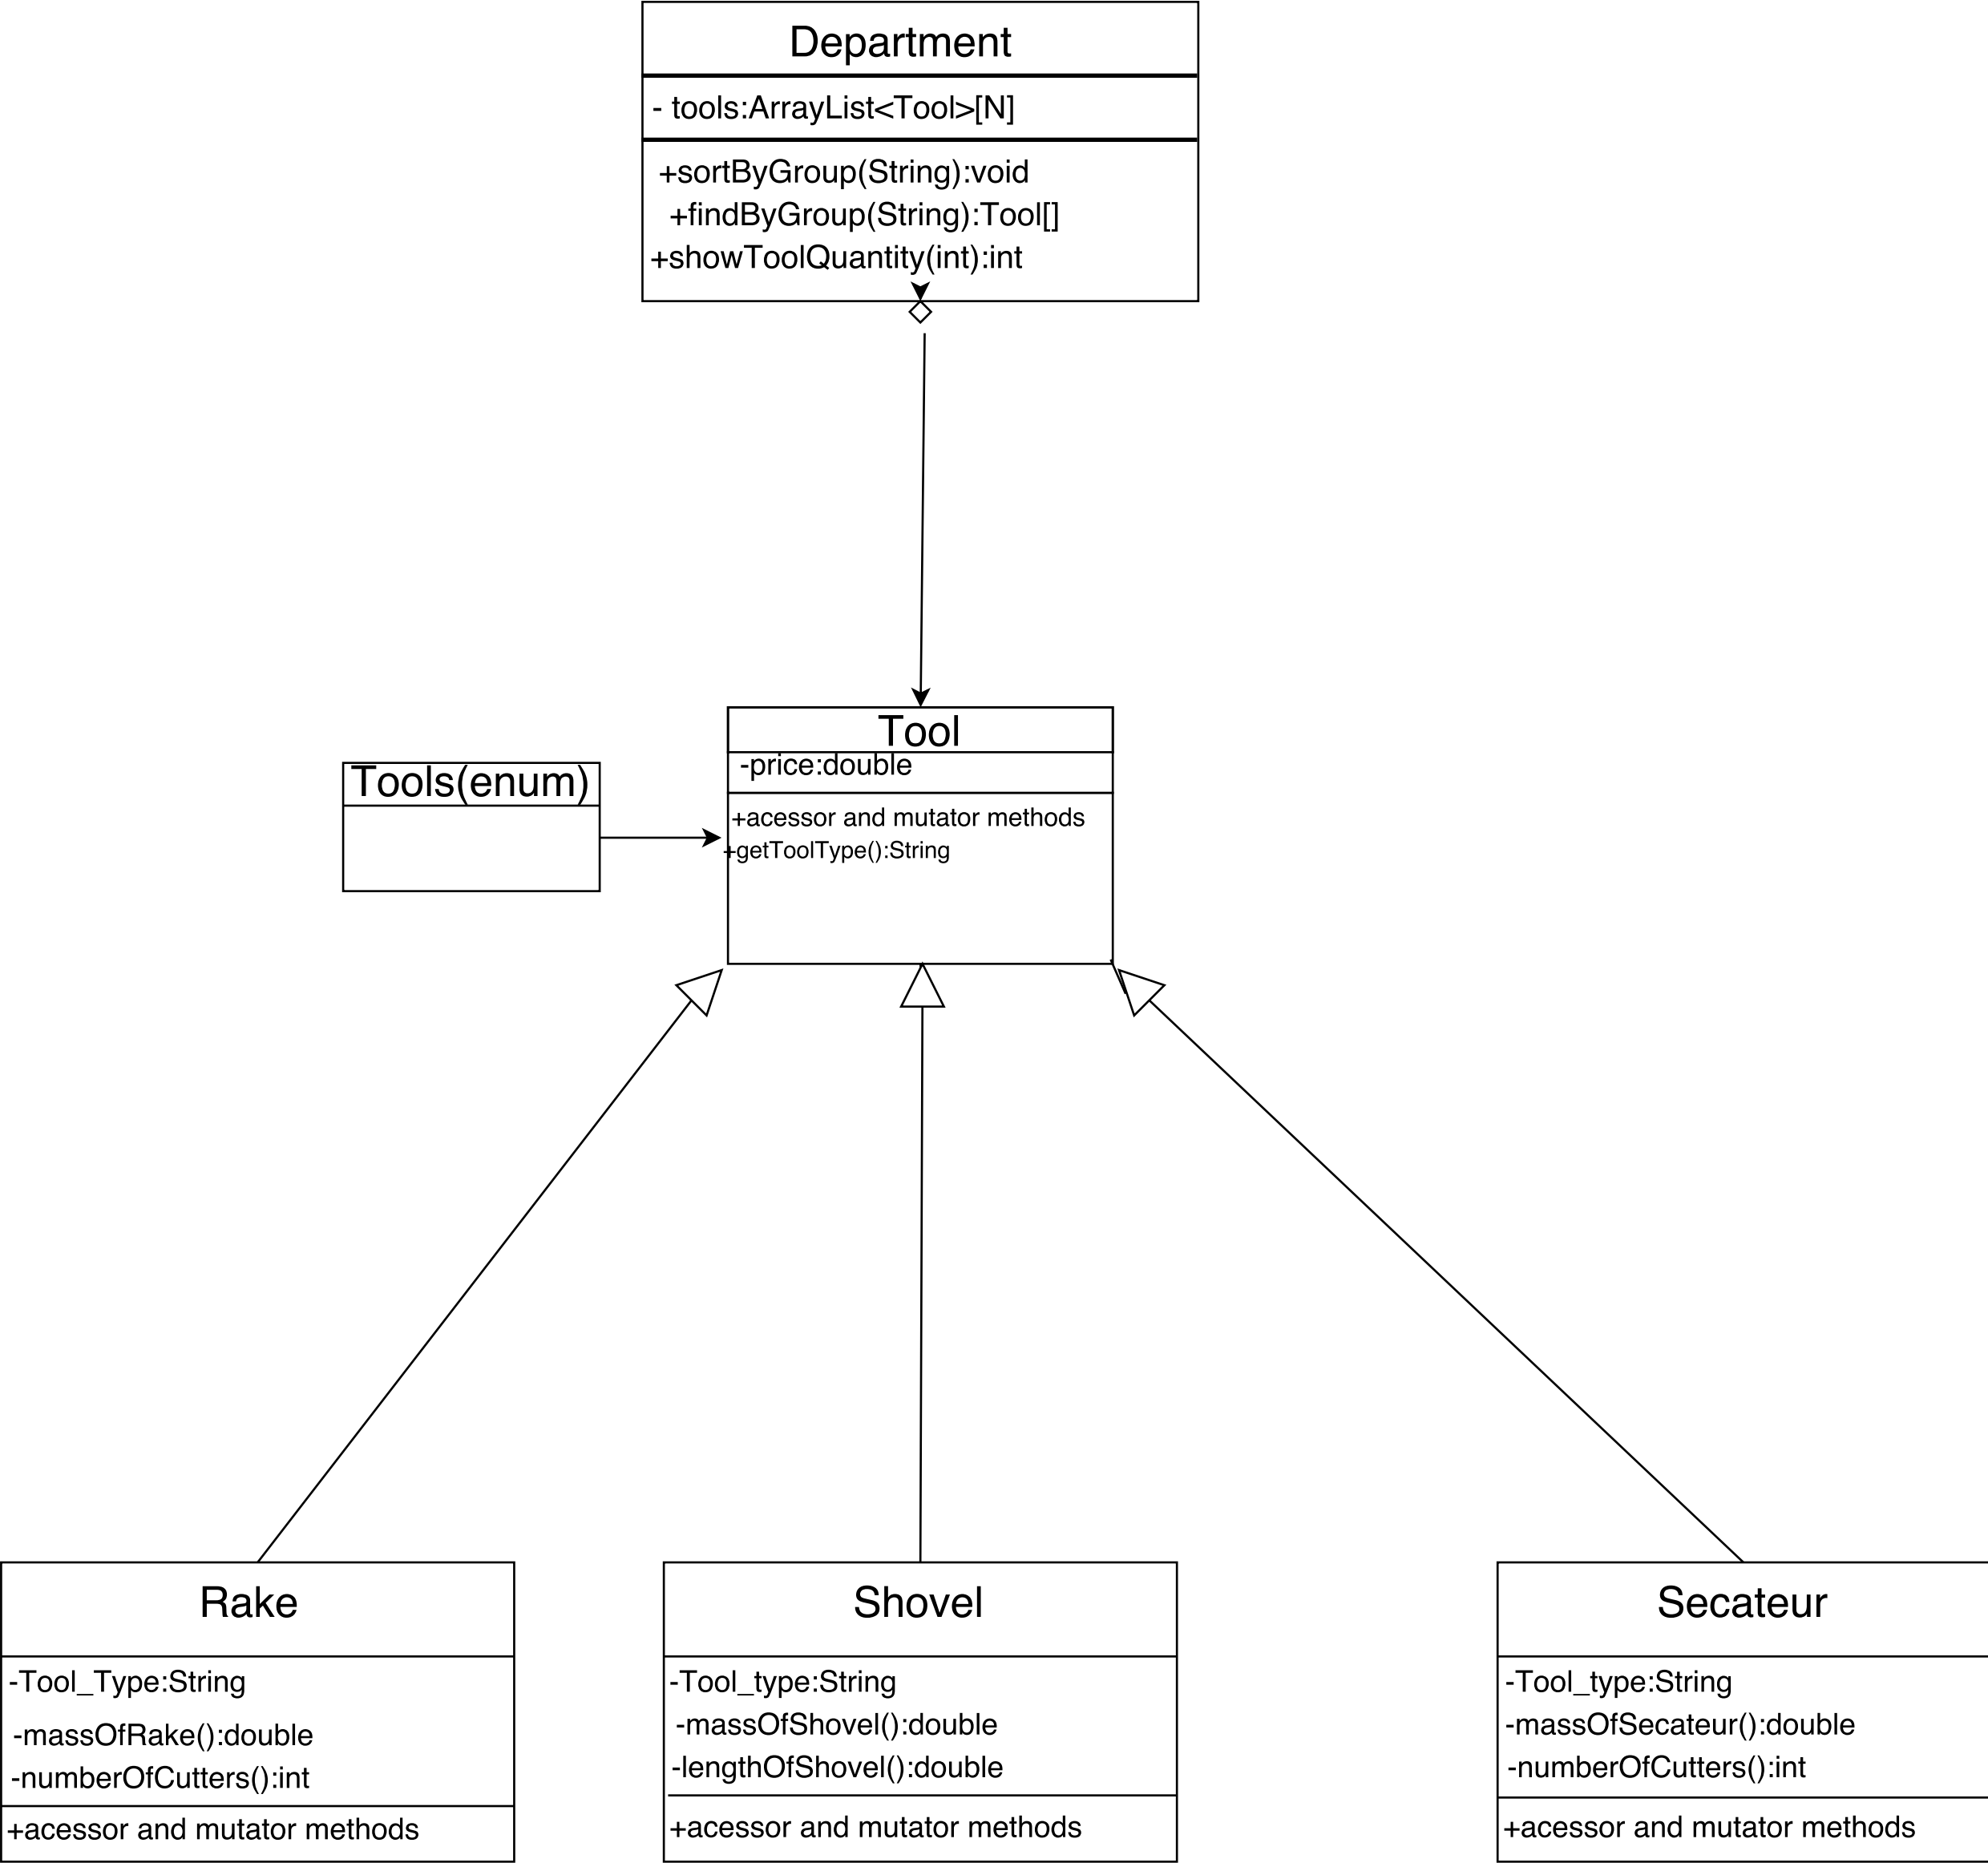 Department
- tools:ArrayList<Tool>[N]
+sortByGroup(String):void
+findByGroup(String):Tool[]
+showToolQuantity(int):int
Tool
-price:double
+acessor and mutator methods
+getToolType():String
Tools(enum)
Rake
-Tool_Type:String
-massOfRake():double
-numberOfCutters():int
+acessor and mutator methods
Shovel
-Tool_type:String
-massOfShovel():double
-lengthOfShovel():double
+acessor and mutator methods
Secateur
-Tool_type:String
-massOfSecateur():double
-numberOfCutters():int
+acessor and mutator methods